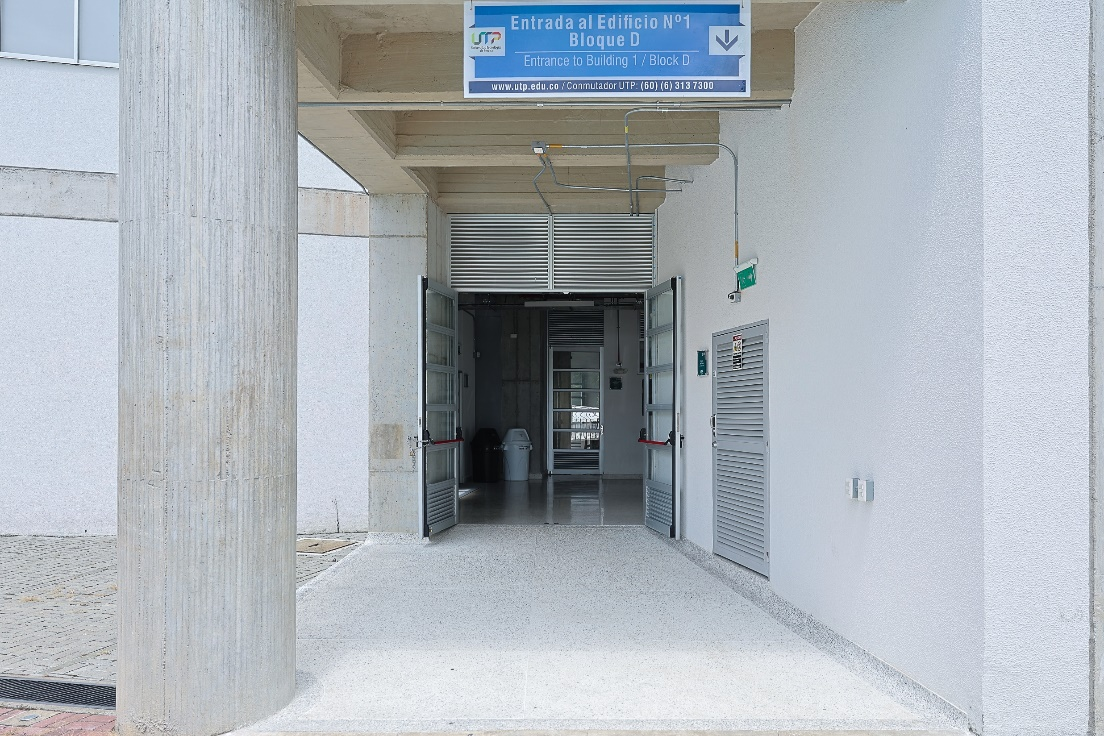 Entrada al Edificio Nº1
Bloque D
UTP
Entrance to Building 1 / Block D
www.utp.edu.co / Conmutador UTP: (60) (6) 313 7300